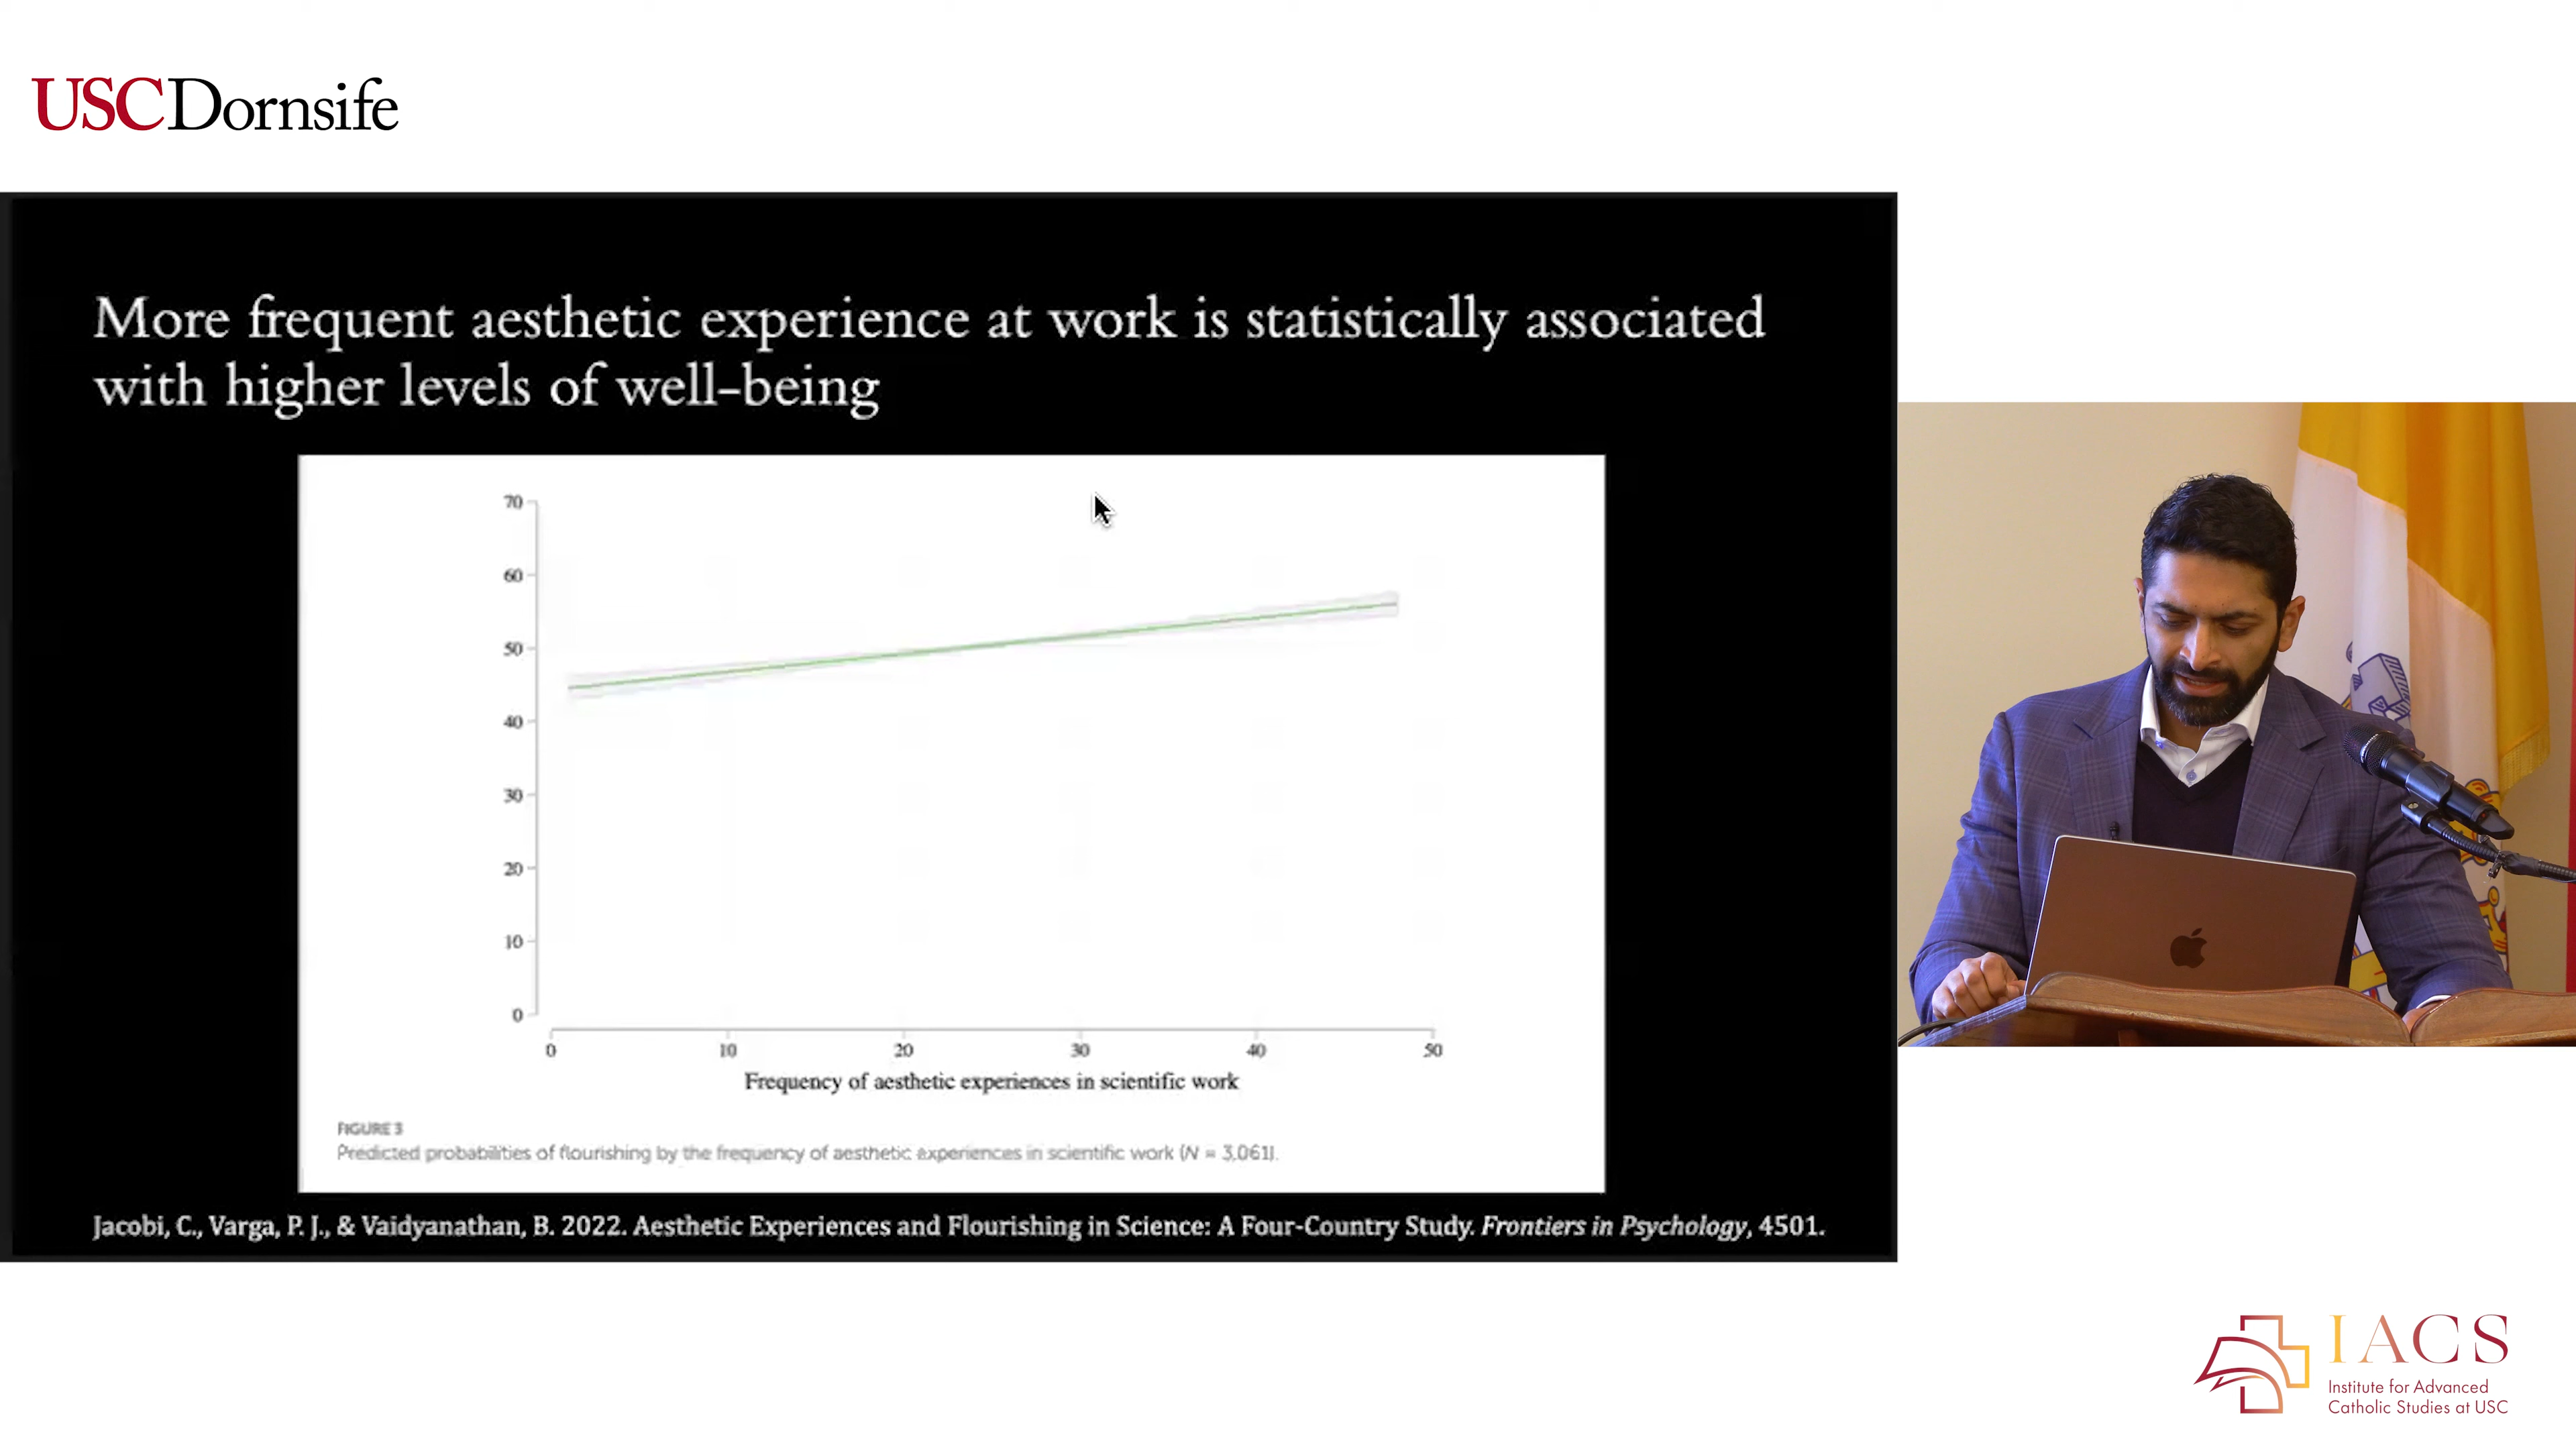 USC Dornsife
More frequent aesthetic experience at work is statistically associated
with higher levels of well-being
70
60
50
40
30
20
10
0
0 10 20 30 40 50
Frequency of aesthetic experiences in scientific work
FIGURE 3
Predicted probabilities of flourishing by the frequency of aesthetic experiences in scientific work (N = 3,061).
Jacobi, C., Varga, P. J., & Vaidyanathan, B. 2022. Aesthetic Experiences and Flourishing in Science: A Four-Country Study. Frontiers in Psychology, 4501.
IACS
Institute for Advanced
Catholic Studies at USC